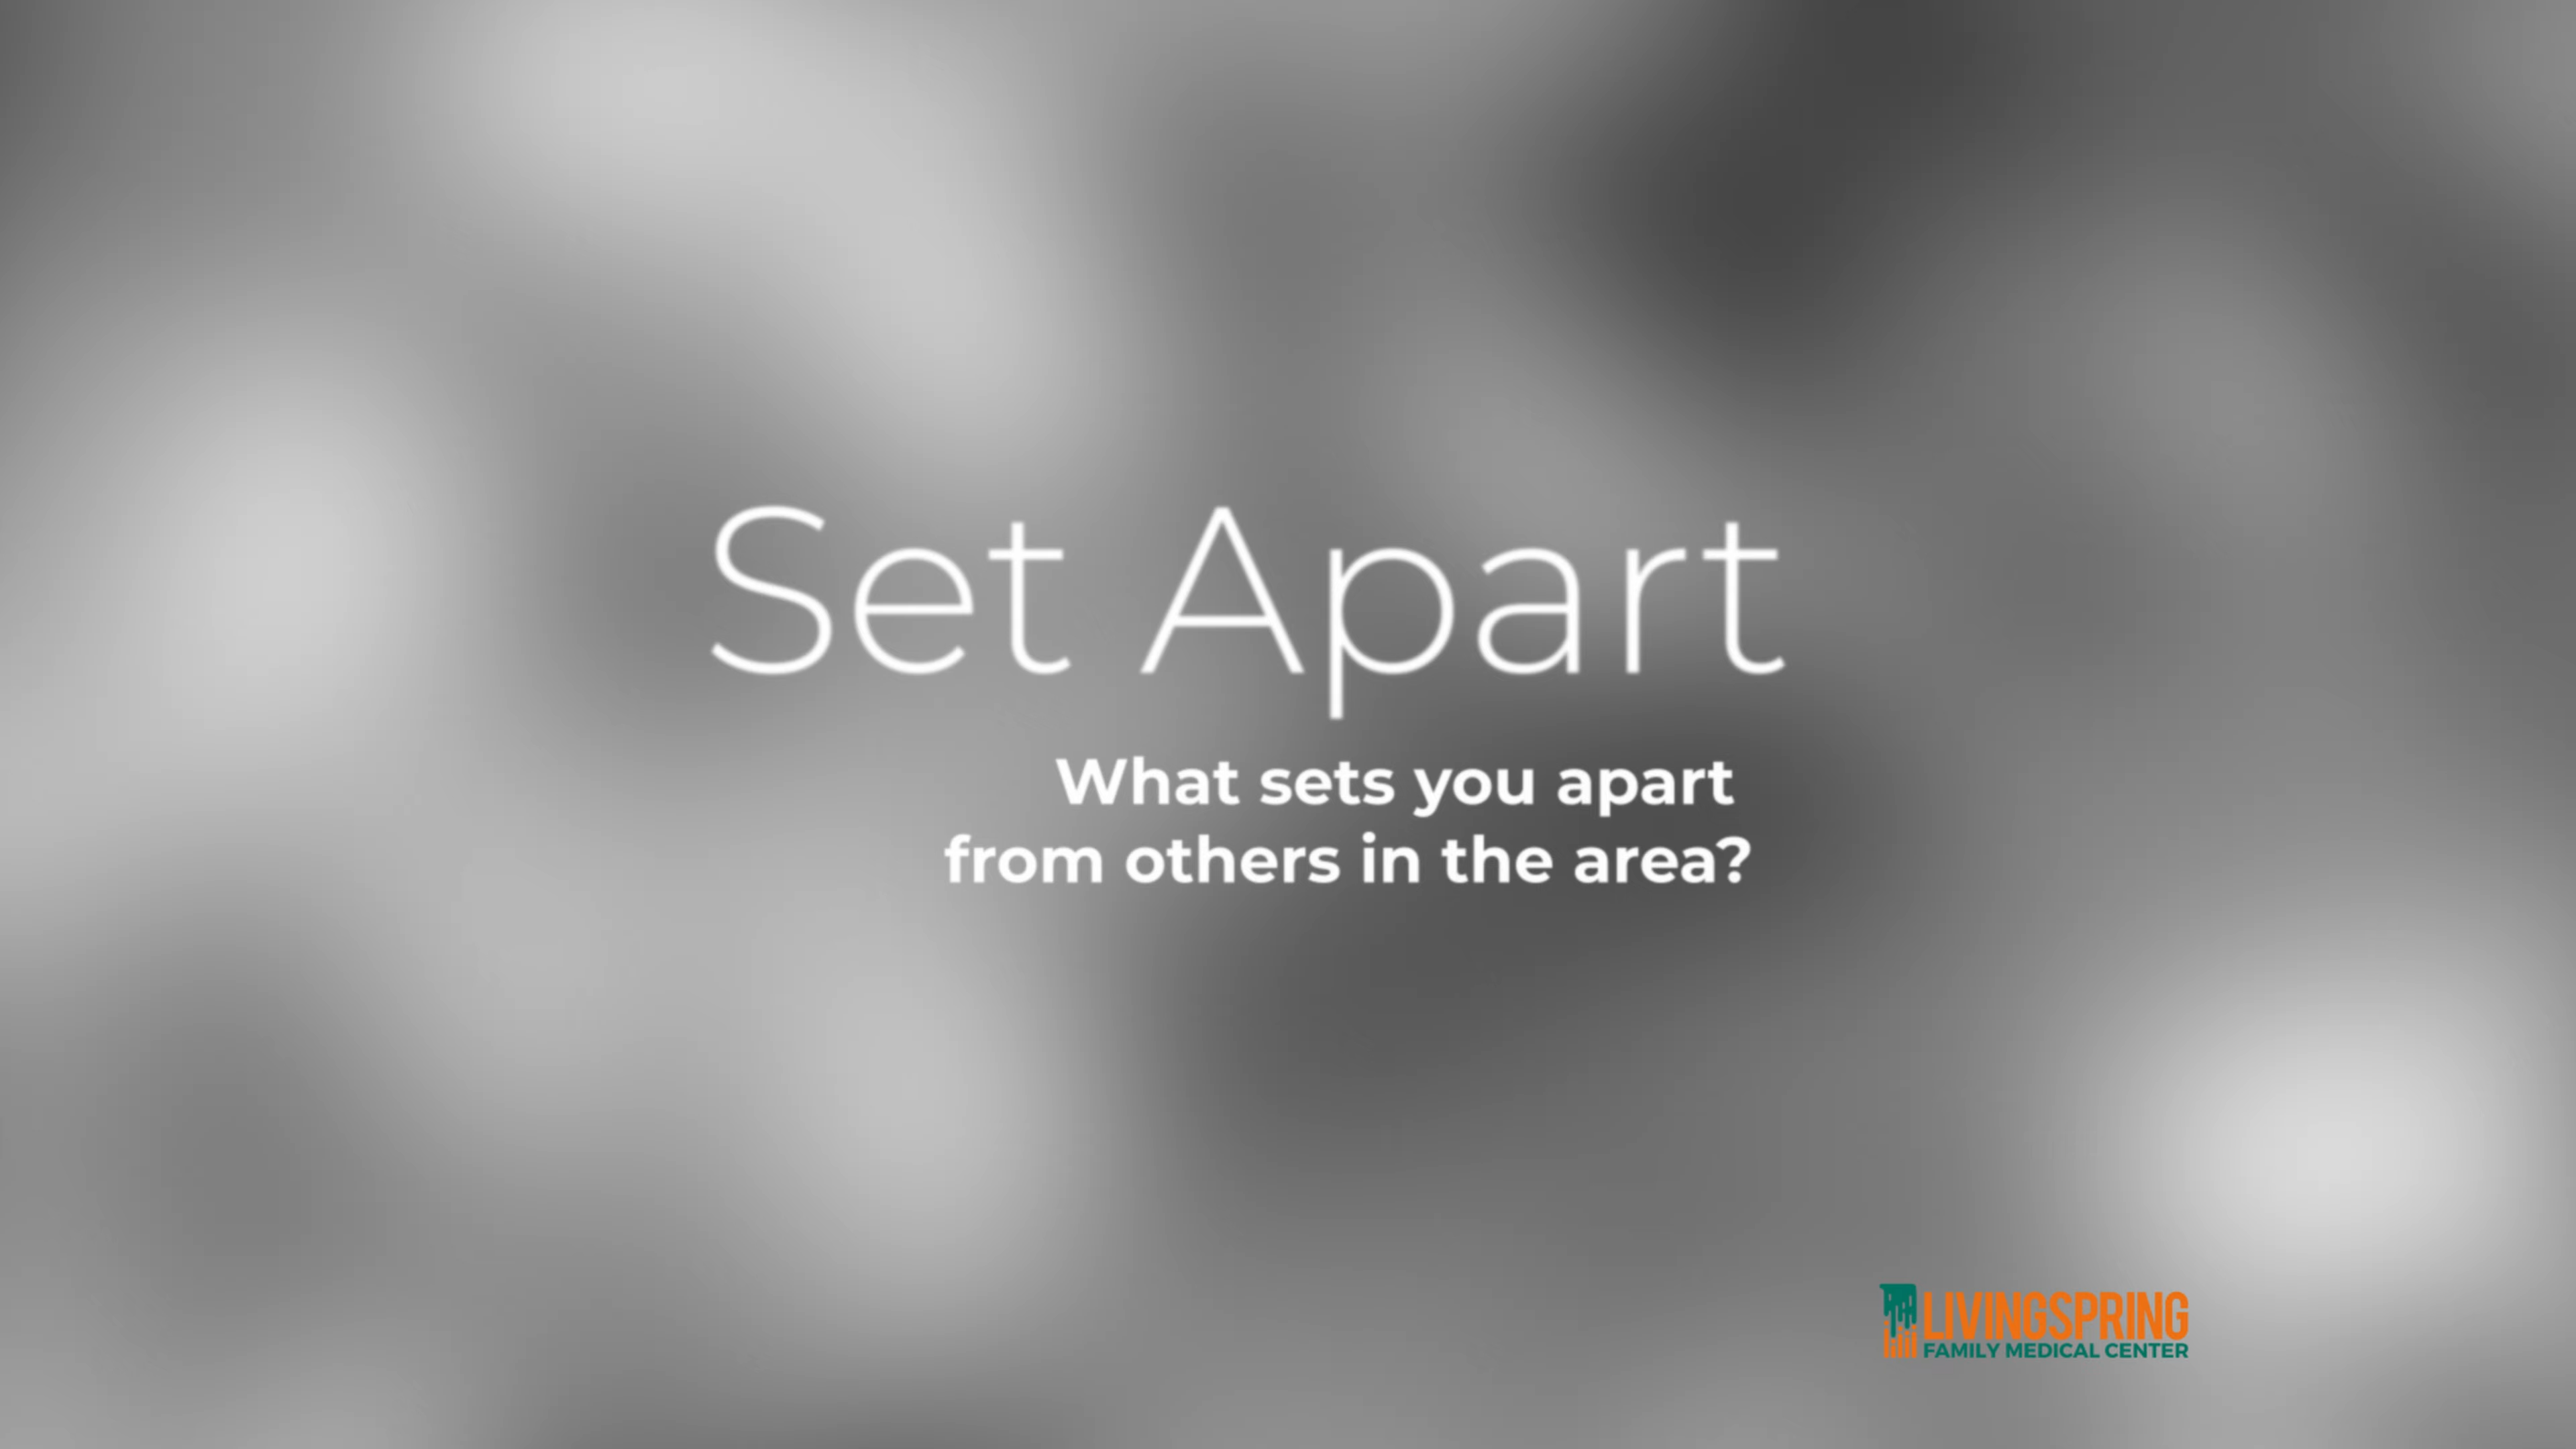 Set Apart
What sets you apart
from others in the area?
LIVINGSPRING
FAMILY MEDICAL CENTER